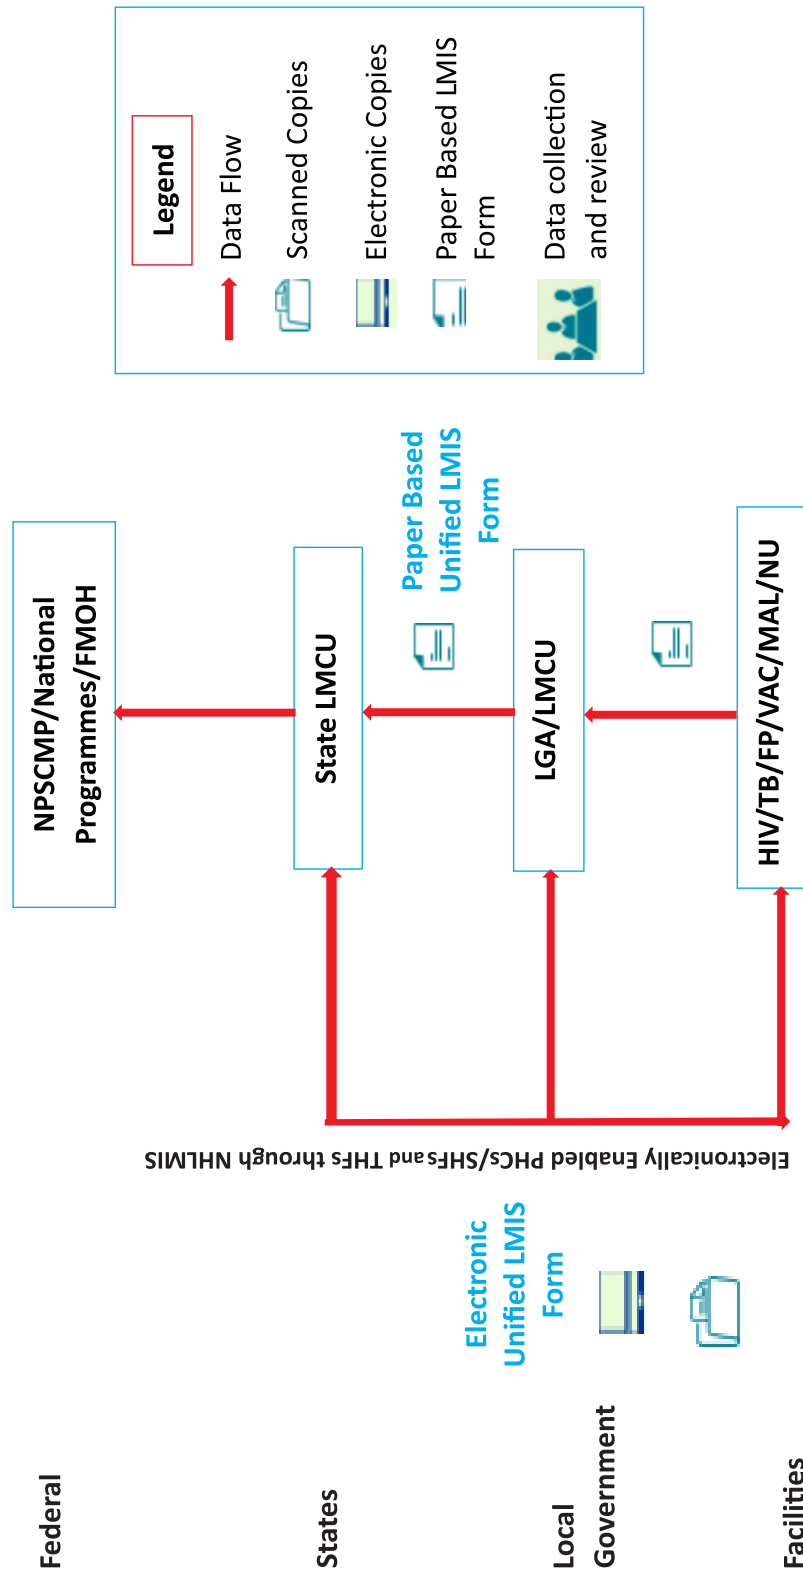 Federal
States
Local
Government
Facilities
Electronic
Unified LMIS
Form
Electronically Enabled PHCs/SHFs and THFs through NHLMIS
NPSCMP/National
Programmes/FMOH
State LMCU
LGA/LMCU
HIV/TB/FP/VAC/MAL/NU
Paper Based
Unified LMIS
Form
Legend
Data Flow
Scanned Copies
Electronic Copies
Paper Based LMIS
Form
Data collection
and review